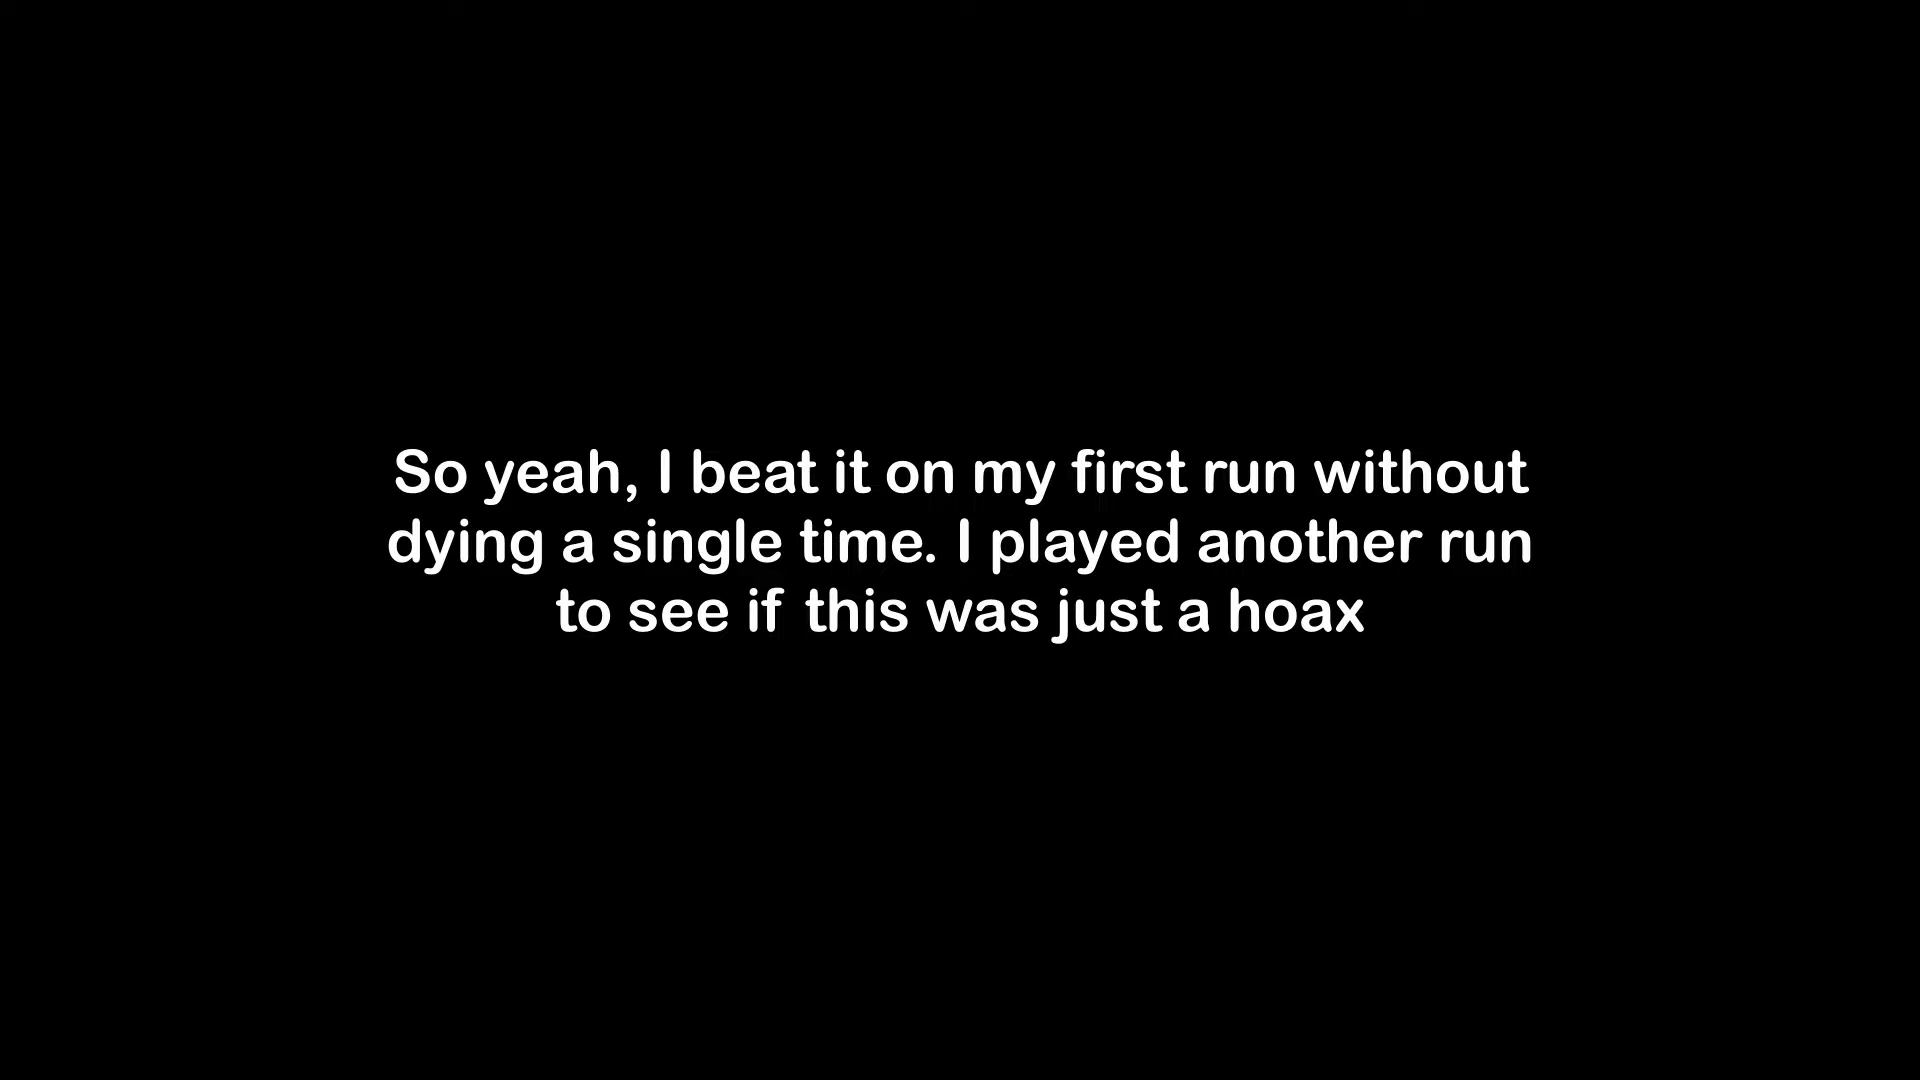 So yeah, I beat it on my first run without
dying a single time. I played another run
to see if this was just a hoax